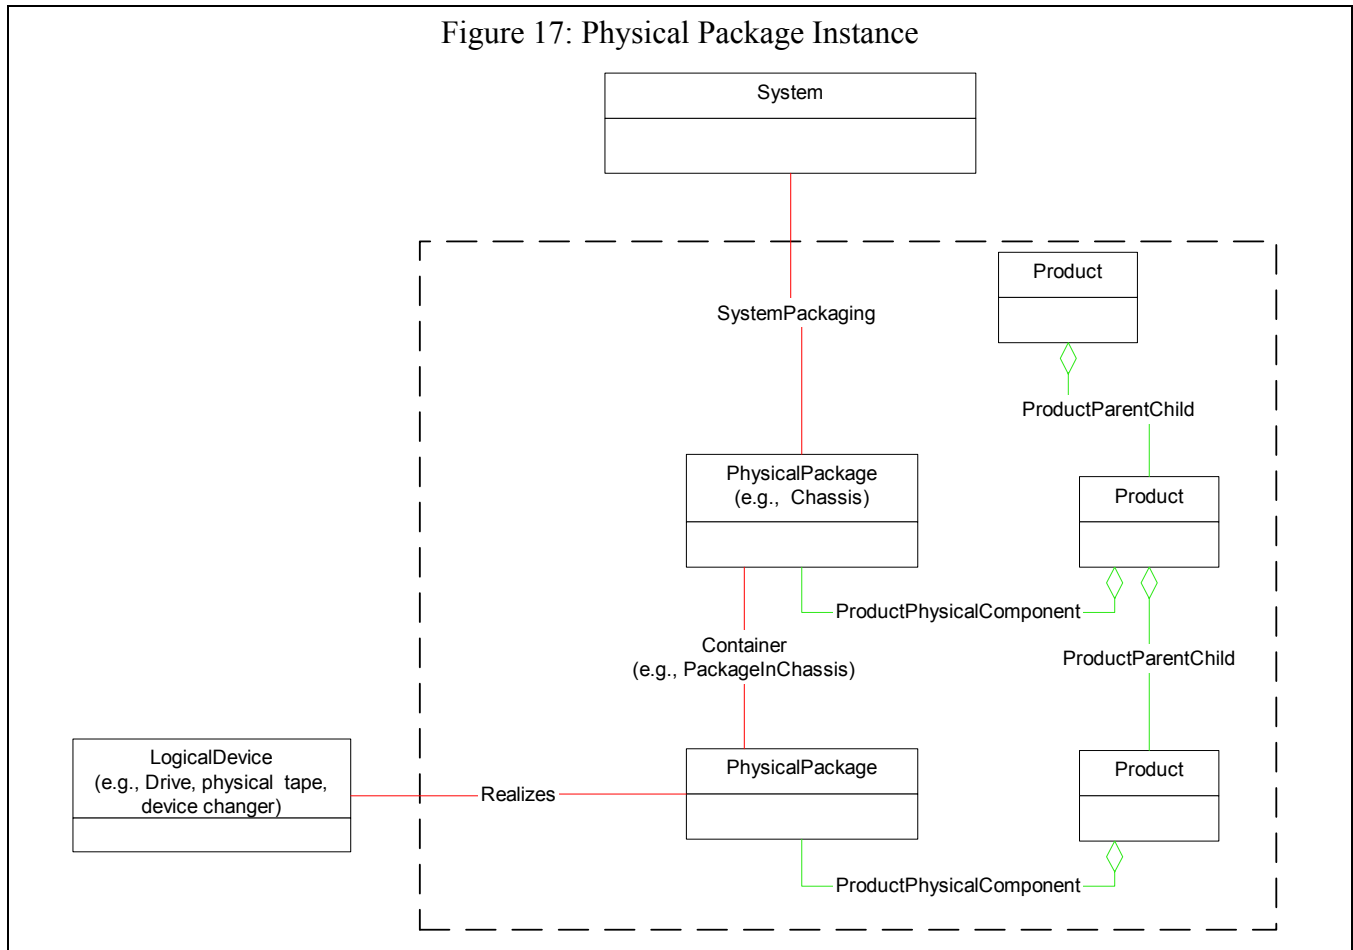 Figure 17: Physical Package Instance
System
Product
SystemPackaging
ProductParentChild
PhysicalPackage
(e.g., Chassis)
Product
ProductPhysicalComponent
Container
(e.g., PackageInChassis)
ProductParentChild
LogicalDevice
(e.g., Drive, physical tape,
device changer)
Realizes
PhysicalPackage
Product
ProductPhysicalComponent